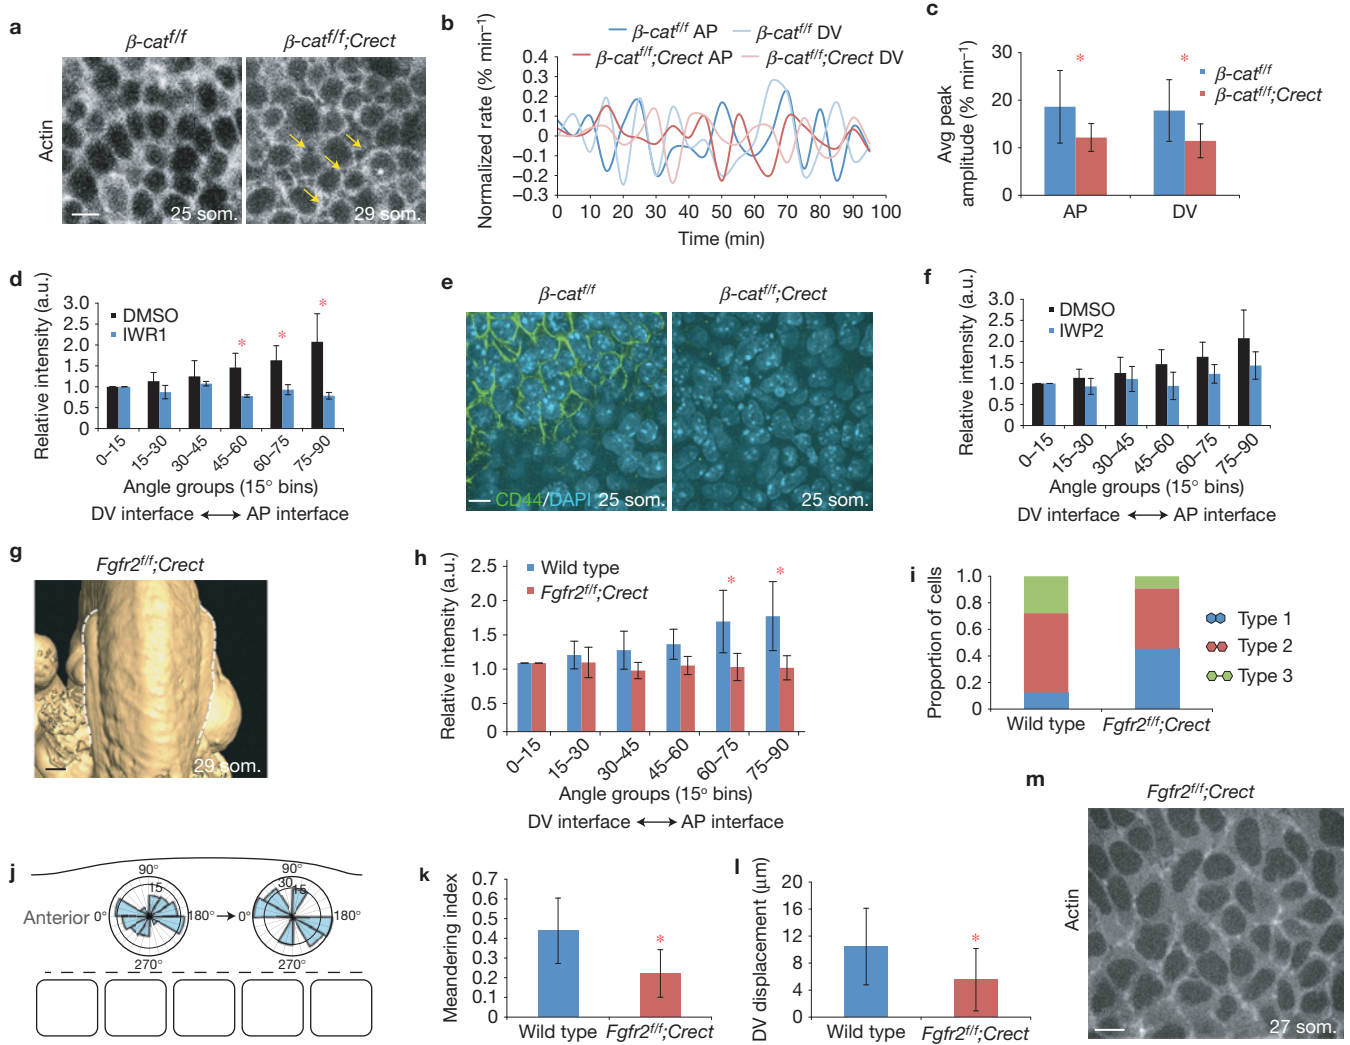 a
β-catf/f
β-catf/f;Crect
Actin
25 som.
29 som.
b
β-catf/f AP
β-catf/f DV
β-catf/f;Crect AP
β-catf/f;Crect DV
Normalized rate (% min–1)
0.4
0.3
0.2
0.1
0
–0.1
–0.2
–0.3
0 10 20 30 40 50 60 70 80 90 100
Time (min)
c
Avg peak
amplitude (% min–1)
30
20
10
0
*
*
β-catf/f
β-catf/f;Crect
AP
DV
d
Relative intensity (a.u.)
3.0
2.5
2.0
1.5
1.0
0.5
0
DMSO
IWR1
*
*
*
0–15
15–30
30–45
45–60
60–75
75–90
Angle groups (15° bins)
DV interface ↔ AP interface
e
β-catf/f
β-catf/f;Crect
CD44/DAPI
25 som.
25 som.
f
Relative intensity (a.u.)
3.0
2.5
2.0
1.5
1.0
0.5
0
DMSO
IWP2
0–15
15–30
30–45
45–60
60–75
75–90
Angle groups (15° bins)
DV interface ↔ AP interface
g
Fgfr2f/f;Crect
29 som.
h
Relative intensity (a.u.)
2.5
2.0
1.5
1.0
0.5
0
Wild type
Fgfr2f/f;Crect
*
*
0–15
15–30
30–45
45–60
60–75
75–90
Angle groups (15° bins)
DV interface ↔ AP interface
i
Proportion of cells
1.0
0.8
0.6
0.4
0.2
0
Wild type
Fgfr2f/f;Crect
Type 1
Type 2
Type 3
j
Anterior
90°
15
0°
180°
270°
90°
30
15
0°
180°
270°
k
Meandering index
0.7
0.6
0.5
0.4
0.3
0.2
0.1
0
*
Wild type
Fgfr2f/f;Crect
l
DV displacement (μm)
20
16
12
8
4
0
*
Wild type
Fgfr2f/f;Crect
m
Fgfr2f/f;Crect
Actin
27 som.